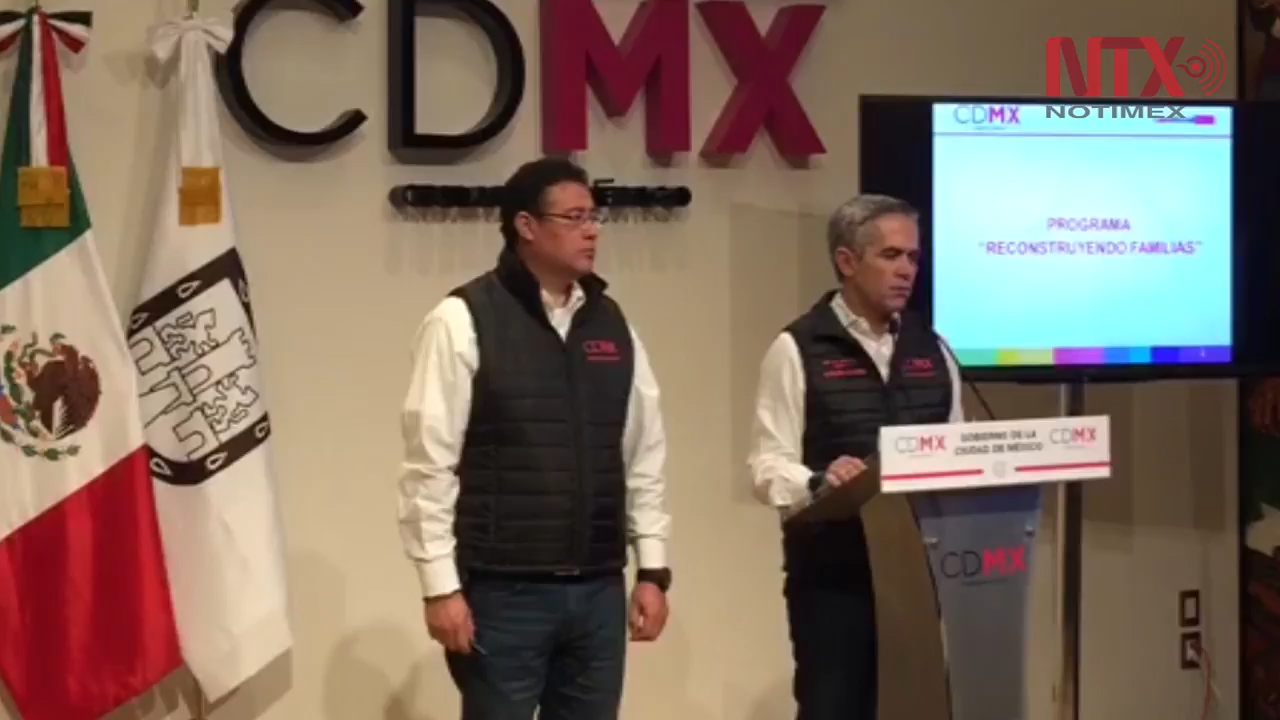 CDMX
NTX
NOTIMEX
CDMX
PROGRAMA
"RECONSTRUYENDO FAMILIAS"
CDMX
CDMX
GOBIERNO DE LA
CIUDAD DE MÉXICO
CDMX
CDMX